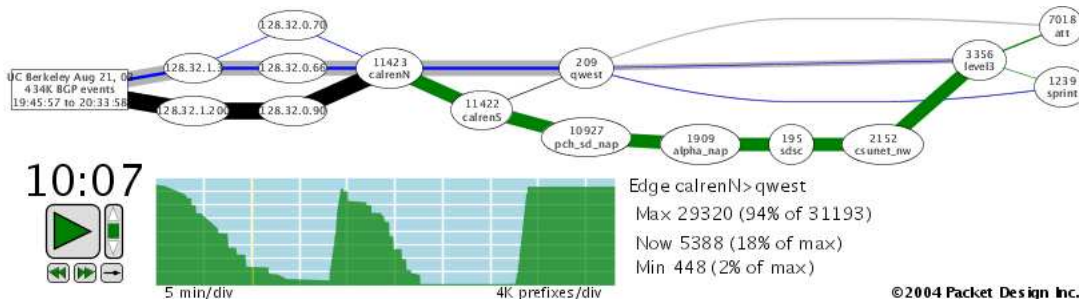 128.32.0.70
7018
att
128.32.1.3
128.32.0.66
11423
calrenN
209
qwest
3356
level3
UC Berkeley Aug 21, 0
434K BGP events
19:45:57 to 20:33:58
1239
sprint
128.32.1.200
128.32.0.90
11422
calrenS
10927
pch_sd_nap
1909
alpha_nap
195
sdsc
2152
csunet_nw
10:07
Edge calrenN>qwest
Max 29320 (94% of 31193)
Now 5388 (18% of max)
Min 448 (2% of max)
5 min/div
4K prefixes/div
©2004 Packet Design Inc.